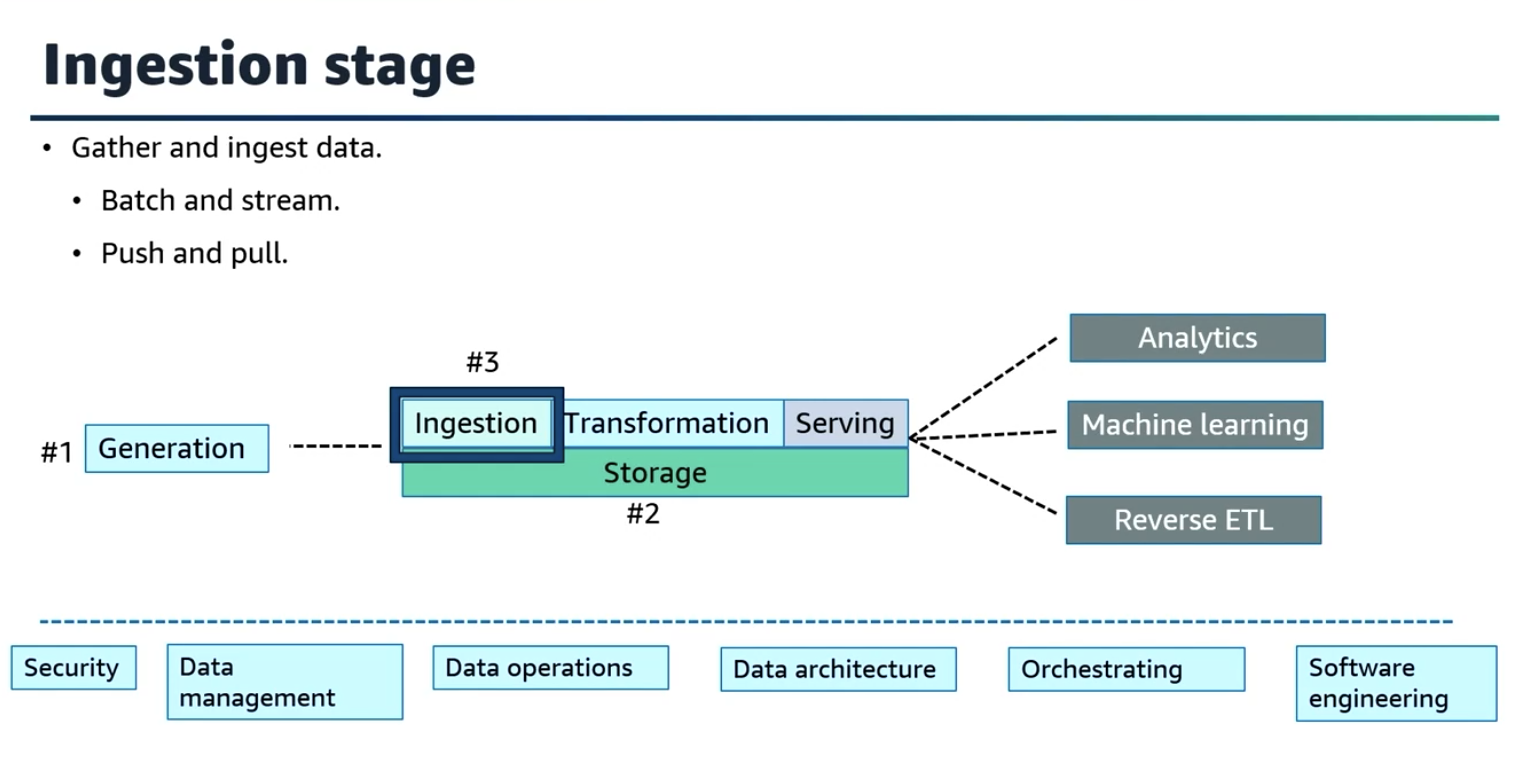 Ingestion stage
• Gather and ingest data.
• Batch and stream.
• Push and pull.
#3
Ingestion
Transformation
Serving
Storage
#2
#1
Generation
Analytics
Machine learning
Reverse ETL
Security
Data
management
Data operations
Data architecture
Orchestrating
Software
engineering